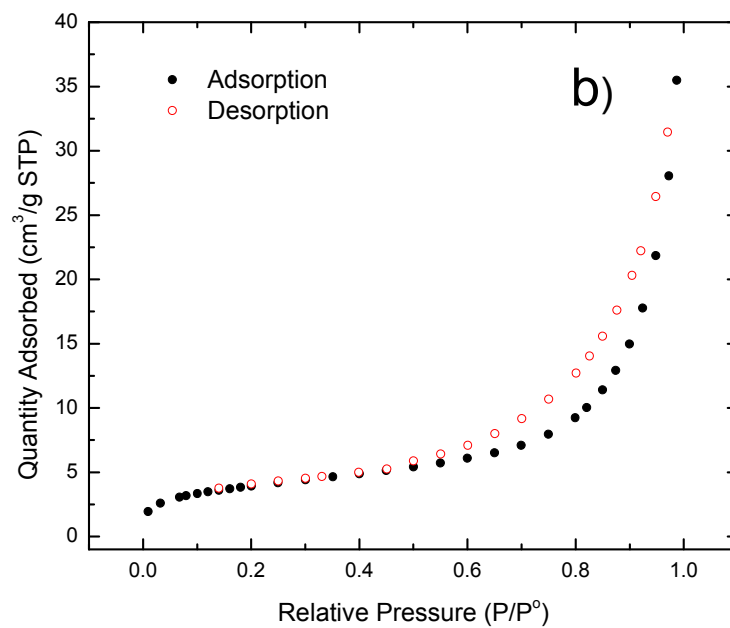 40
35
30
25
20
15
10
5
0
Quantity Adsorbed (cm³/g STP)
Adsorption
Desorption
b)
0.0 0.2 0.4 0.6 0.8 1.0
Relative Pressure (P/P⁰)